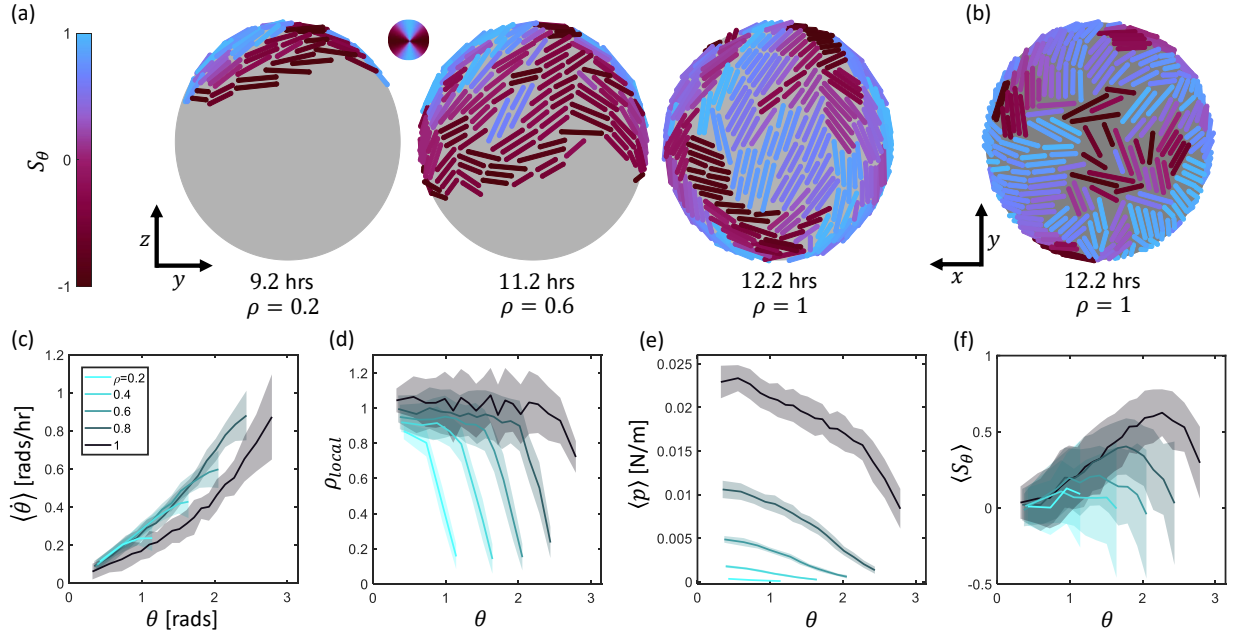 (a)
(b)
1
0
-1
S_θ
z
y
9.2 hrs
ρ = 0.2
11.2 hrs
ρ = 0.6
12.2 hrs
ρ = 1
y
x
12.2 hrs
ρ = 1
(c)
⟨θ̇⟩ [rads/hr]
1.2
1
0.8
0.6
0.4
0.2
0
ρ=0.2
0.4
0.6
0.8
1
0 1 2 3
θ [rads]
(d)
ρ_local
1.2
1
0.8
0.6
0.4
0.2
0
0 1 2 3
θ
(e)
⟨p⟩ [N/m]
0.025
0.02
0.015
0.01
0.005
0
0 1 2 3
θ
(f)
⟨S_θ⟩
1
0.5
0
-0.5
0 1 2 3
θ